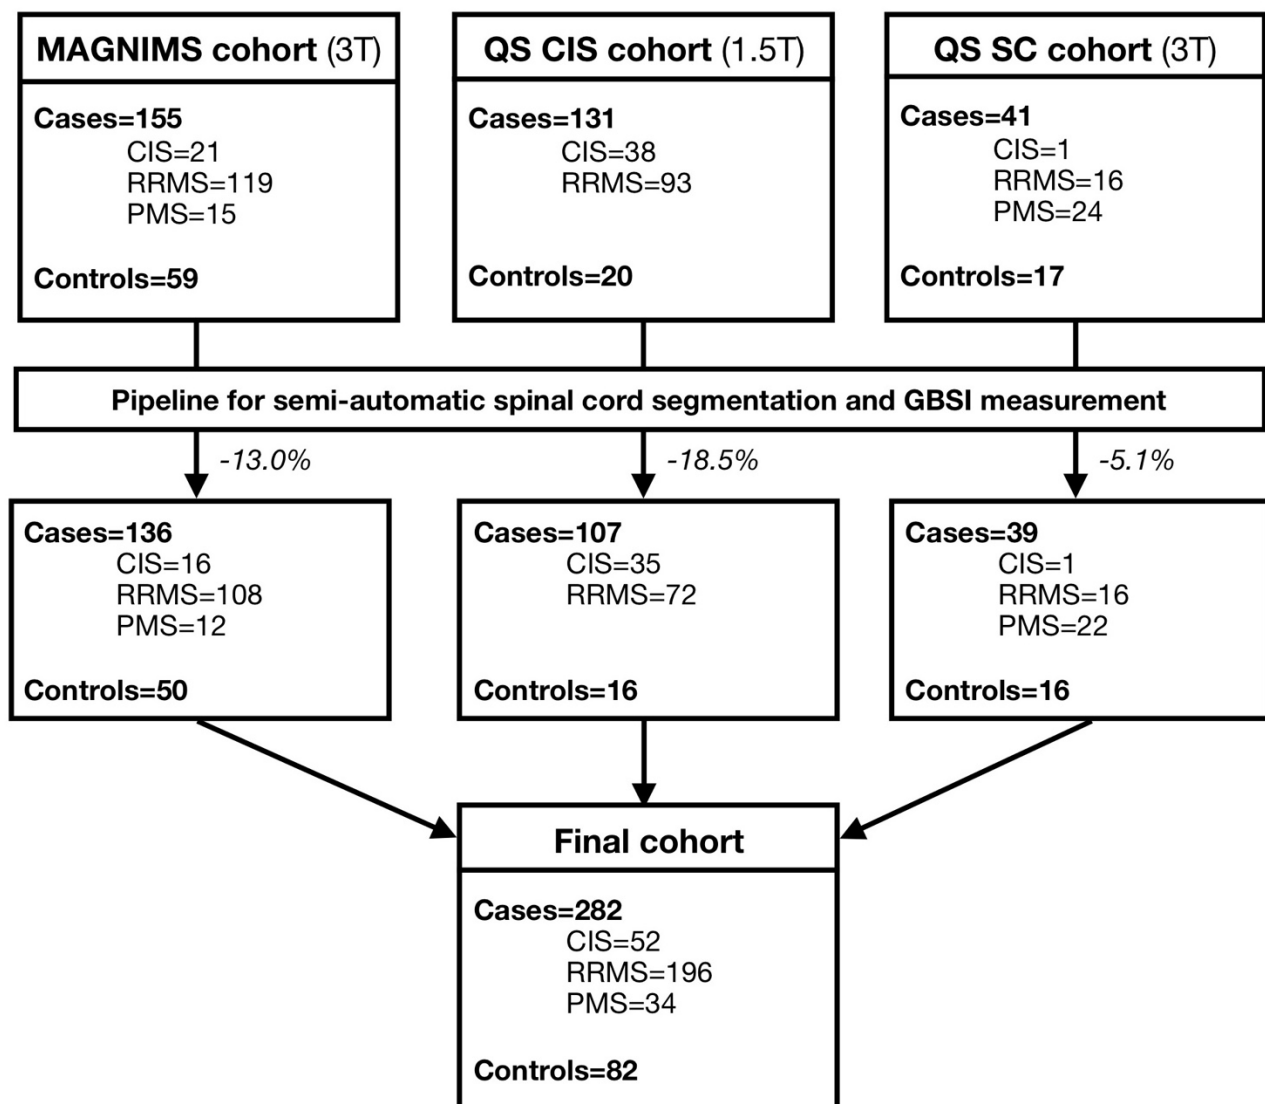 MAGNIMS cohort (3T)
Cases=155
CIS=21
RRMS=119
PMS=15
Controls=59
QS CIS cohort (1.5T)
Cases=131
CIS=38
RRMS=93
Controls=20
QS SC cohort (3T)
Cases=41
CIS=1
RRMS=16
PMS=24
Controls=17
Pipeline for semi-automatic spinal cord segmentation and GBSI measurement
-13.0%
-18.5%
-5.1%
Cases=136
CIS=16
RRMS=108
PMS=12
Controls=50
Cases=107
CIS=35
RRMS=72
Controls=16
Cases=39
CIS=1
RRMS=16
PMS=22
Controls=16
Final cohort
Cases=282
CIS=52
RRMS=196
PMS=34
Controls=82